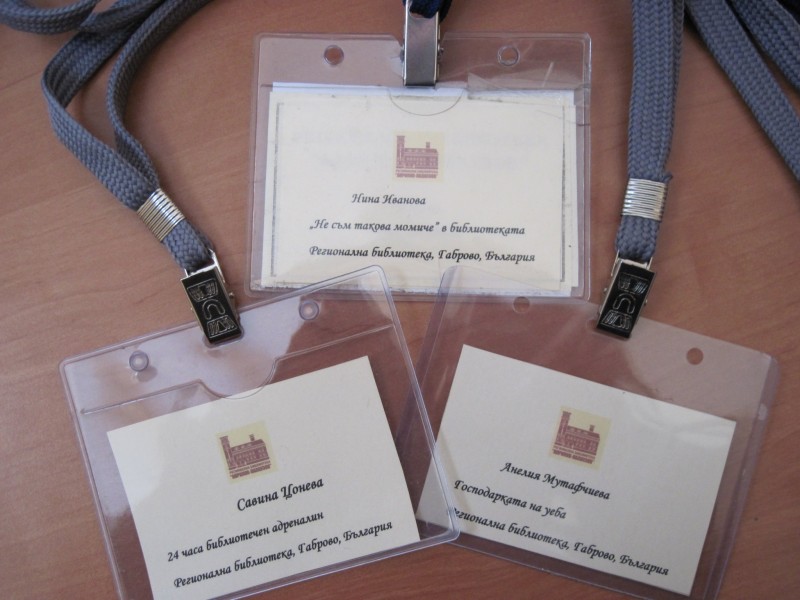 Нина Иванова
„Не съм такова момиче" в библиотеката
Регионална библиотека, Габрово, България
Савина Цонева
24 часа библиотечен адреналин
Регионална библиотека, Габрово, България
Анелия Мутафчиева
Господарката на уеба
Регионална библиотека, Габрово, България